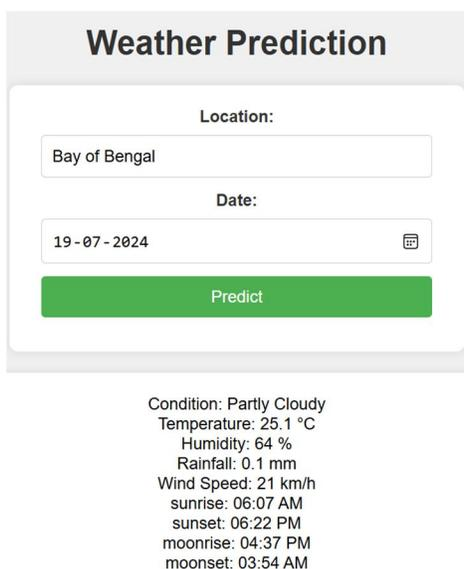 Weather Prediction
Location:
Bay of Bengal
Date:
19-07-2024
Predict
Condition: Partly Cloudy
Temperature: 25.1 °C
Humidity: 64 %
Rainfall: 0.1 mm
Wind Speed: 21 km/h
sunrise: 06:07 AM
sunset: 06:22 PM
moonrise: 04:37 PM
moonset: 03:54 AM